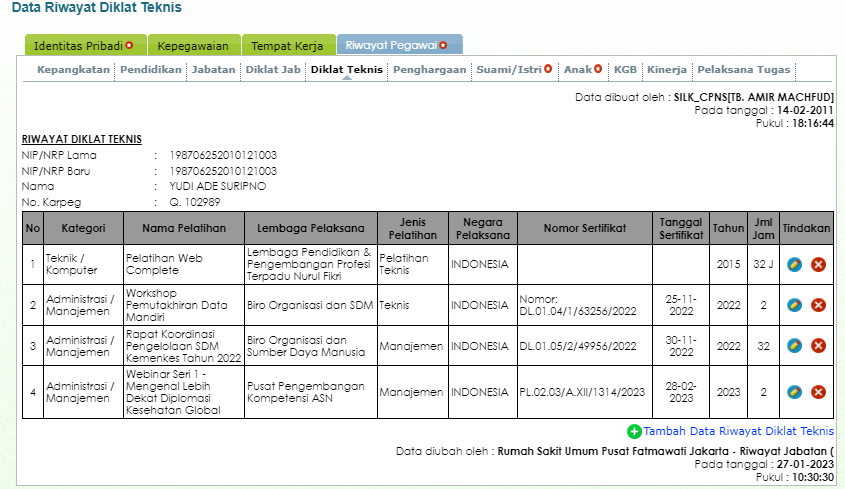 Data Riwayat Diklat Teknis
Identitas Pribadi Kepegawaian Tempat Kerja Riwayat Pegawai
Kepangkatan Pendidikan Jabatan Diklat Jab Diklat Teknis Penghargaan Suami/Istri Anak KGB Kinerja Pelaksana Tugas
Data dibuat oleh : SILK_CPNS[TB. AMIR MACHFUD]
Pada tanggal : 14-02-2011
Pukul : 18:16:44
RIWAYAT DIKLAT TEKNIS
NIP/NRP Lama : 198706252010121003
NIP/NRP Baru : 198706252010121003
Nama : YUDI ADE SURIPNO
No. Karpeg : Q. 102989
No Kategori Nama Pelatihan Lembaga Pelaksana Jenis Pelatihan Negara Pelaksana Nomor Sertifikat Tanggal Sertifikat Tahun Jml Jam Tindakan
1 Teknik / Komputer Pelatihan Web Complete Lembaga Pendidikan & Pengembangan Profesi Terpadu Nurul Fikri Pelatihan Teknis INDONESIA 2015 32 J
2 Administrasi / Manajemen Workshop Pemutakhiran Data Mandiri Biro Organisasi dan SDM Teknis INDONESIA Nomor: DL.01.04/1/63256/2022 25-11-2022 2022 2
3 Administrasi / Manajemen Rapat Koordinasi Pengelolaan SDM Kemenkes Tahun 2022 Biro Organisasi dan Sumber Daya Manusia Manajemen INDONESIA DL.01.05/2/49956/2022 30-11-2022 2022 32
4 Administrasi / Manajemen Webinar Seri 1 - Mengenal Lebih Dekat Diplomasi Kesehatan Global Pusat Pengembangan Kompetensi ASN Manajemen INDONESIA PL.02.03/A.XII/1314/2023 28-02-2023 2023 2
Tambah Data Riwayat Diklat Teknis
Data diubah oleh : Rumah Sakit Umum Pusat Fatmawati Jakarta - Riwayat Jabatan (
Pada tanggal : 27-01-2023
Pukul : 10:30:30